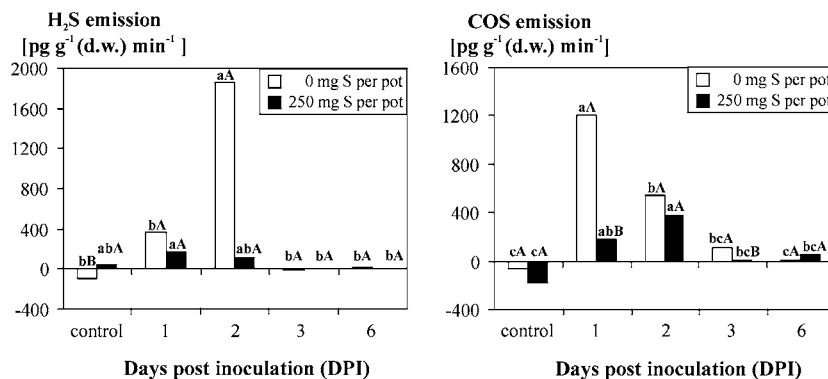 H₂S emission
[pg g⁻¹ (d.w.) min⁻¹ ]
2000
1600
1200
800
400
0
-400
0 mg S per pot
250 mg S per pot
bB abA bA aA aA abA bA bA bA bA
control 1 2 3 6
Days post inoculation (DPI)
COS emission
[pg g⁻¹ (d.w.) min⁻¹]
1600
1200
800
400
0
-400
0 mg S per pot
250 mg S per pot
cA cA aA abB bA aA bcA bcB cA bA
control 1 2 3 6
Days post inoculation (DPI)